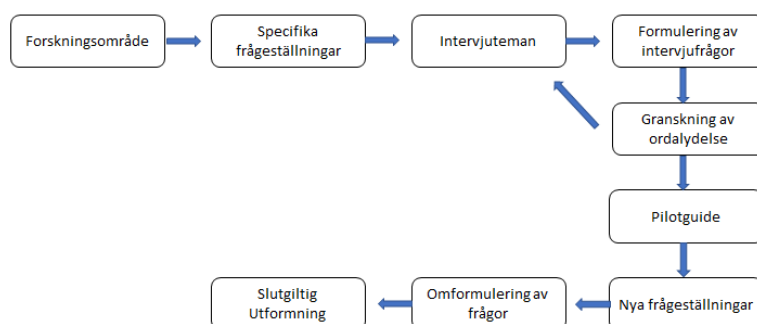 Forskningsområde
Specifika
frågeställningar
Intervjuteman
Formulering av
intervjufrågor
Granskning av
ordalydelse
Pilotguide
Nya frågeställningar
Omformulering av
frågor
Slutgiltig
Utformning